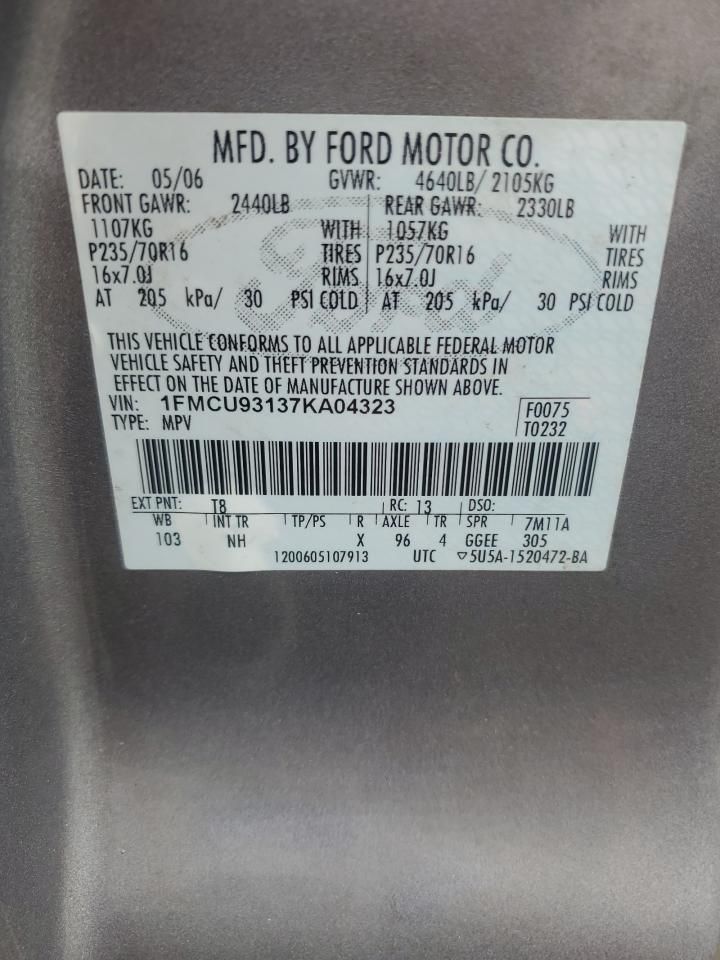 MFD. BY FORD MOTOR CO.
DATE: 05/06 GVWR: 4640LB/ 2105KG
FRONT GAWR: 2440LB REAR GAWR: 2330LB
1107KG WITH 1057KG WITH
P235/70R16 TIRES P235/70R16 TIRES
16x7.0J RIMS 16x7.0J RIMS
AT 205 kPa/ 30 PSI COLD AT 205 kPa/ 30 PSI COLD
Ford
THIS VEHICLE CONFORMS TO ALL APPLICABLE FEDERAL MOTOR
VEHICLE SAFETY AND THEFT PREVENTION STANDARDS IN
EFFECT ON THE DATE OF MANUFACTURE SHOWN ABOVE.
VIN: 1FMCU93137KA04323 F0075
TYPE: MPV T0232
EXT PNT: T8 RC: 13 DSO:
WB INT TR TP/PS R AXLE TR SPR 7M11A
103 NH X 96 4 GGEE 305
1200605107913 UTC ▽5U5A-1520472-BA